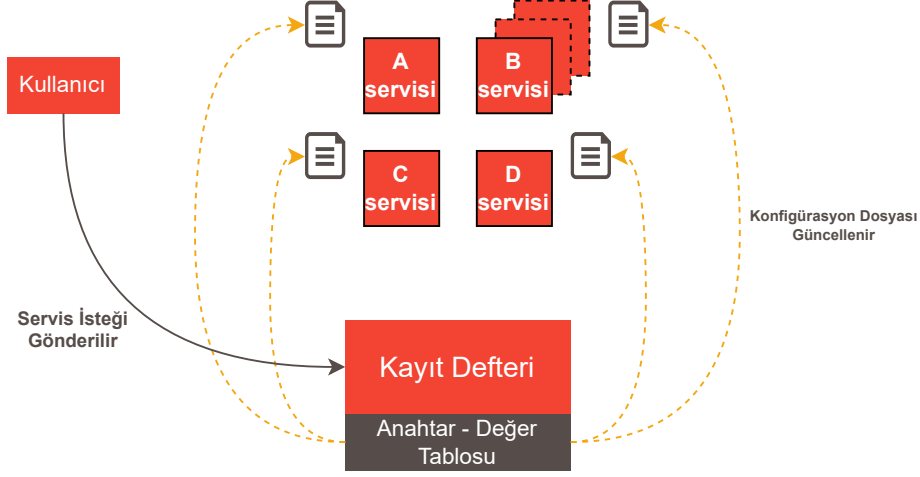 Kullanıcı
A
servisi
B
servisi
C
servisi
D
servisi
Konfigürasyon Dosyası
Güncellenir
Servis İsteği
Gönderilir
Kayıt Defteri
Anahtar - Değer
Tablosu